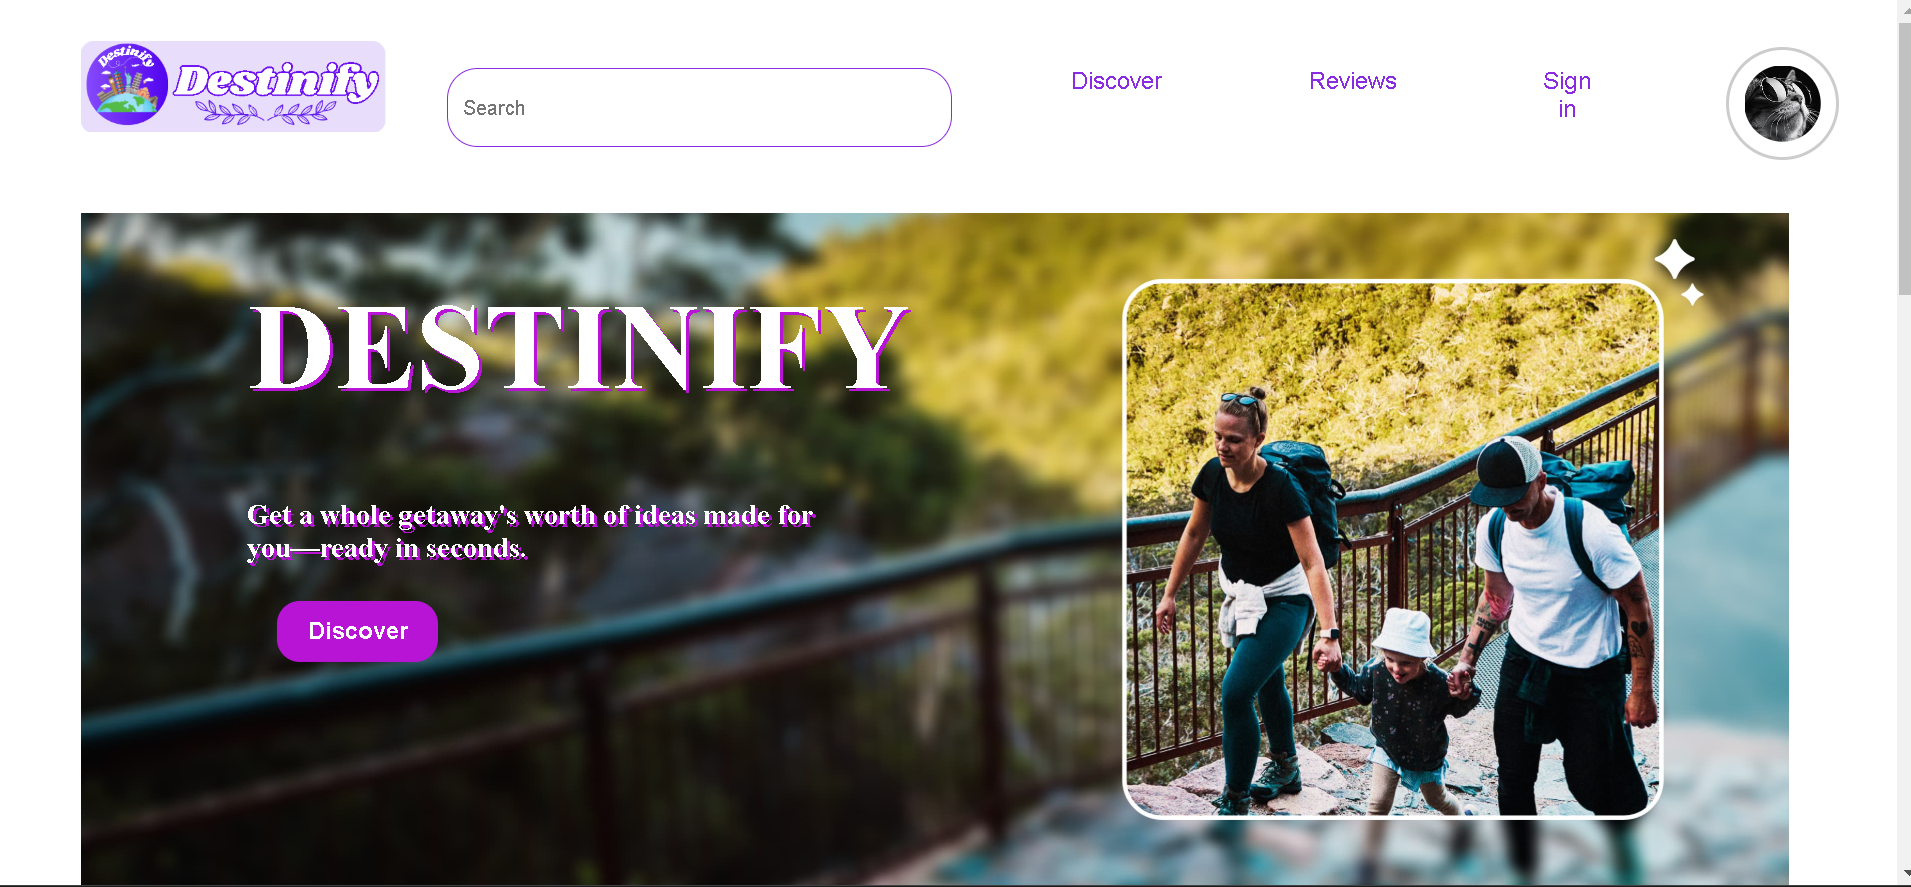 Destinify
Destinify
Search
Discover
Reviews
Sign
in
DESTINIFY
Get a whole getaway's worth of ideas made for
you—ready in seconds.
Discover